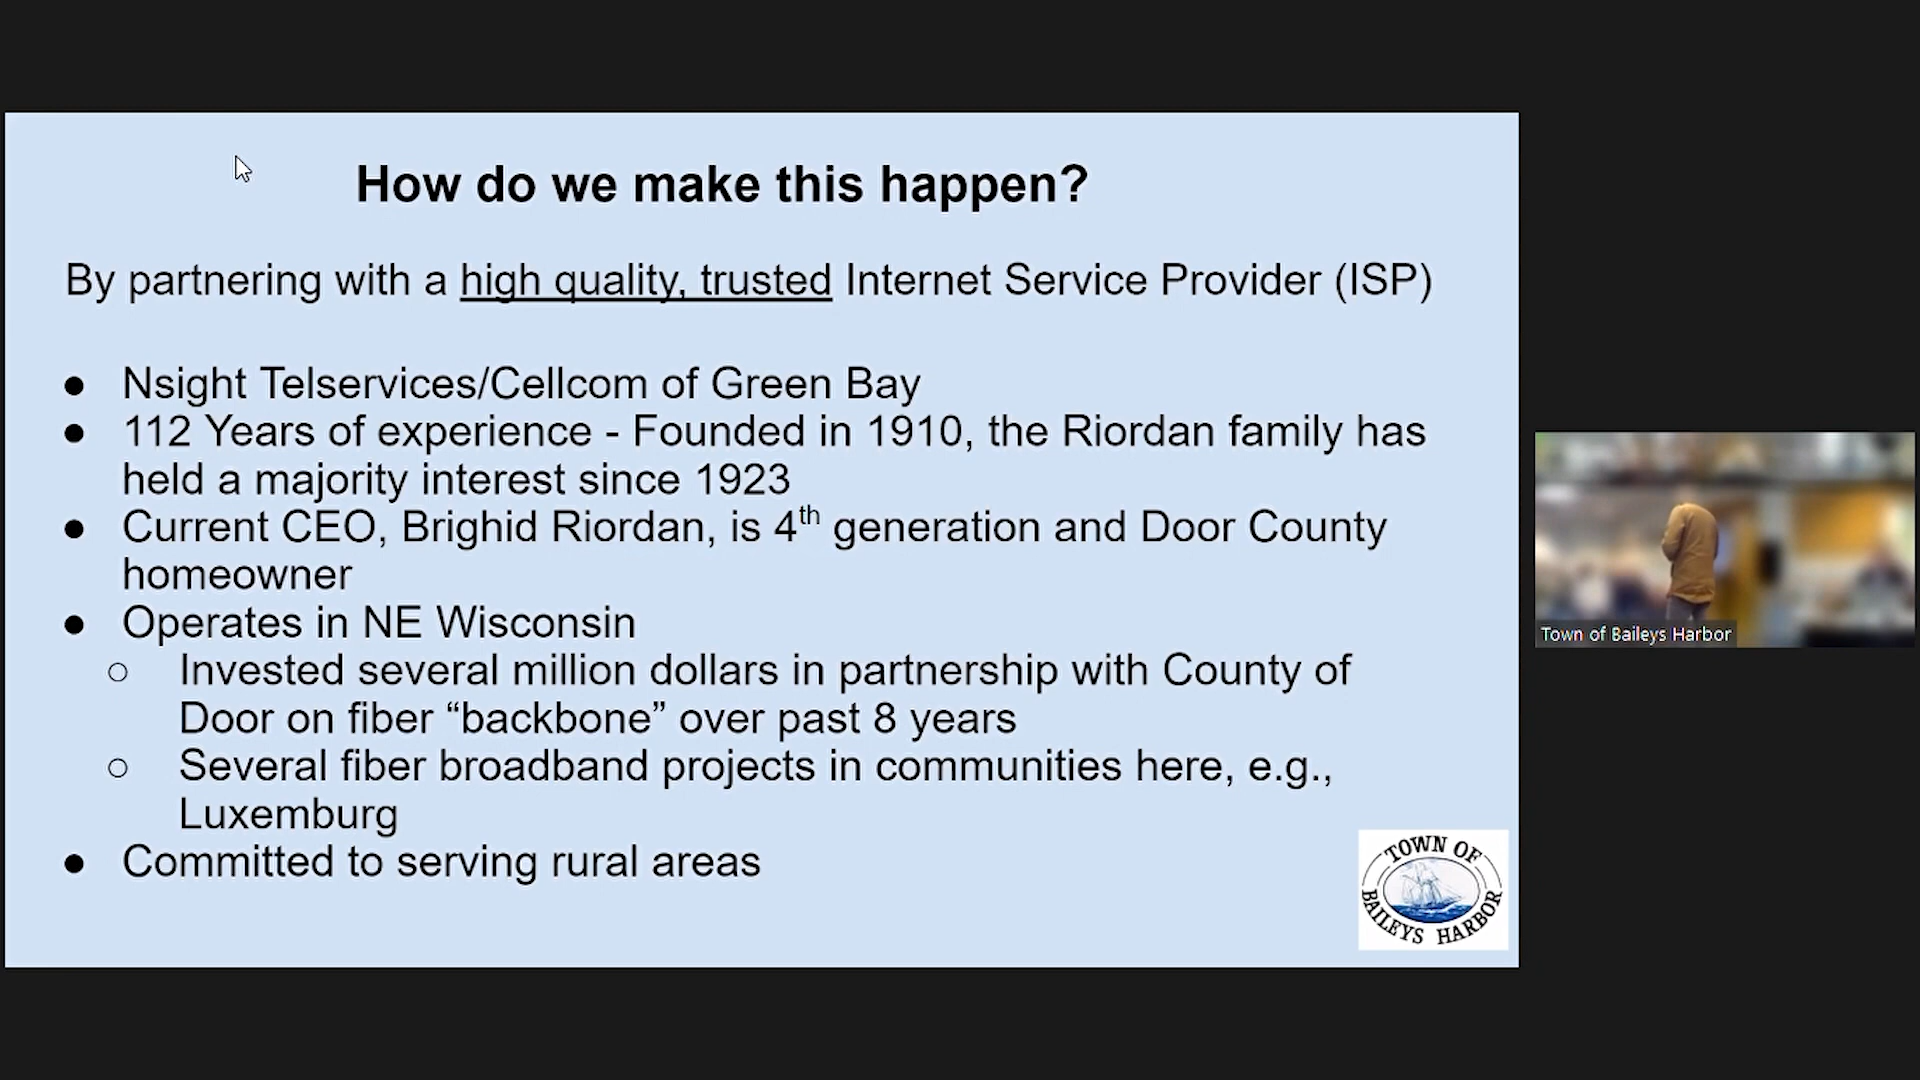 How do we make this happen?
By partnering with a high quality, trusted Internet Service Provider (ISP)
● Nsight Telservices/Cellcom of Green Bay
● 112 Years of experience - Founded in 1910, the Riordan family has
held a majority interest since 1923
● Current CEO, Brighid Riordan, is 4th generation and Door County
homeowner
● Operates in NE Wisconsin
○ Invested several million dollars in partnership with County of
Door on fiber “backbone” over past 8 years
○ Several fiber broadband projects in communities here, e.g.,
Luxemburg
● Committed to serving rural areas
TOWN OF
BAILEYS HARBOR
Town of Baileys Harbor